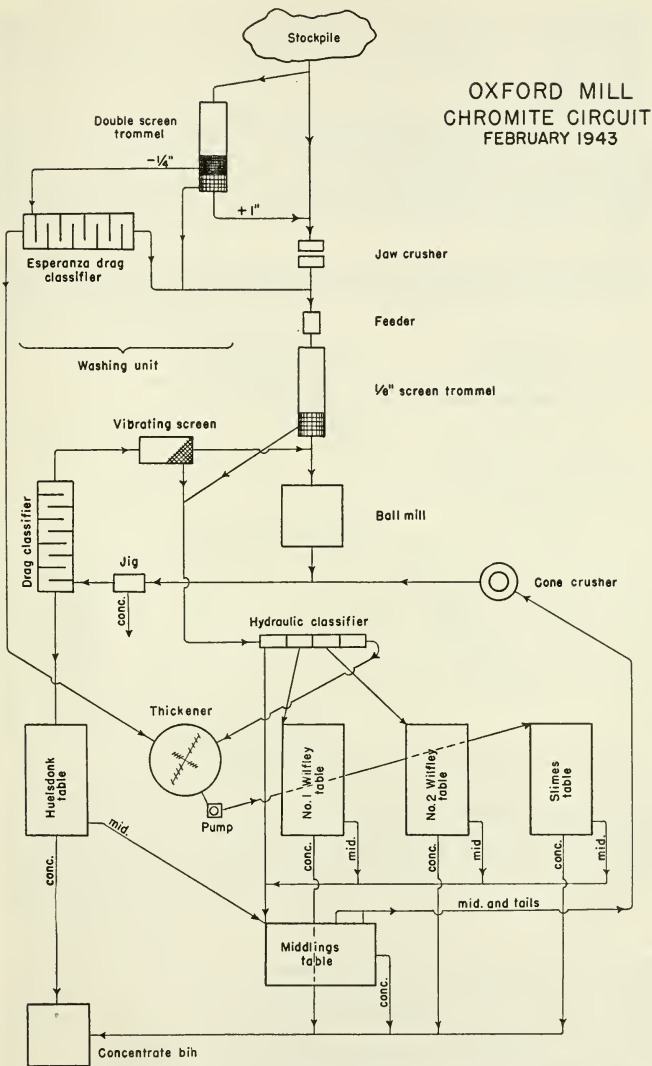 Stockpile
OXFORD MILL
CHROMITE CIRCUIT
FEBRUARY 1943
Double screen
trommel
-1/4"
+1"
Jaw crusher
Esperanza drag
classifier
Feeder
Washing unit
1/8" screen trommel
Vibrating screen
Drag classifier
Ball mill
Jig
conc.
Cone crusher
Hydraulic classifier
Thickener
Huelsdonk
table
No. 1 Wilfley
table
No. 2 Wilfley
table
Slimes
table
Pump
mid.
conc.
conc.
mid.
conc.
mid
conc.
mid.
mid. and tails
Middlings
table
conc.
Concentrate bih